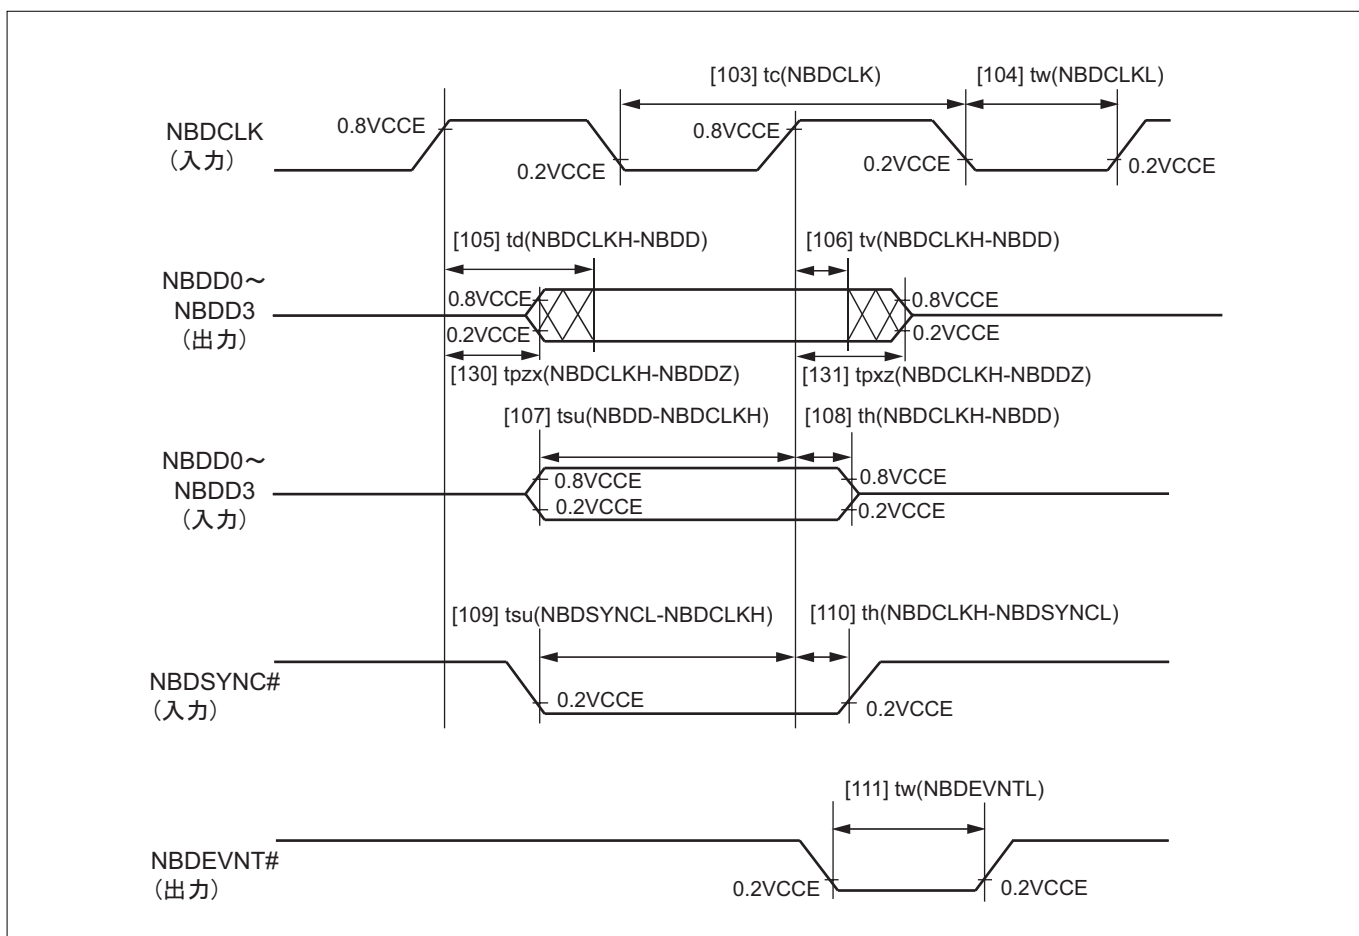 [103] tc(NBDCLK)
[104] tw(NBDCLKL)
NBDCLK
（入力）
0.8VCCE
0.2VCCE
0.8VCCE
0.2VCCE
0.2VCCE
[105] td(NBDCLKH-NBDD)
[106] tv(NBDCLKH-NBDD)
NBDD0～
NBDD3
（出力）
0.8VCCE
0.2VCCE
0.8VCCE
0.2VCCE
[130] tpzx(NBDCLKH-NBDDZ)
[131] tpxz(NBDCLKH-NBDDZ)
[107] tsu(NBDD-NBDCLKH)
[108] th(NBDCLKH-NBDD)
NBDD0～
NBDD3
（入力）
0.8VCCE
0.2VCCE
0.8VCCE
0.2VCCE
[109] tsu(NBDSYNCL-NBDCLKH)
[110] th(NBDCLKH-NBDSYNCL)
NBDSYNC#
（入力）
0.2VCCE
0.2VCCE
[111] tw(NBDEVNTL)
NBDEVNT#
（出力）
0.2VCCE
0.2VCCE